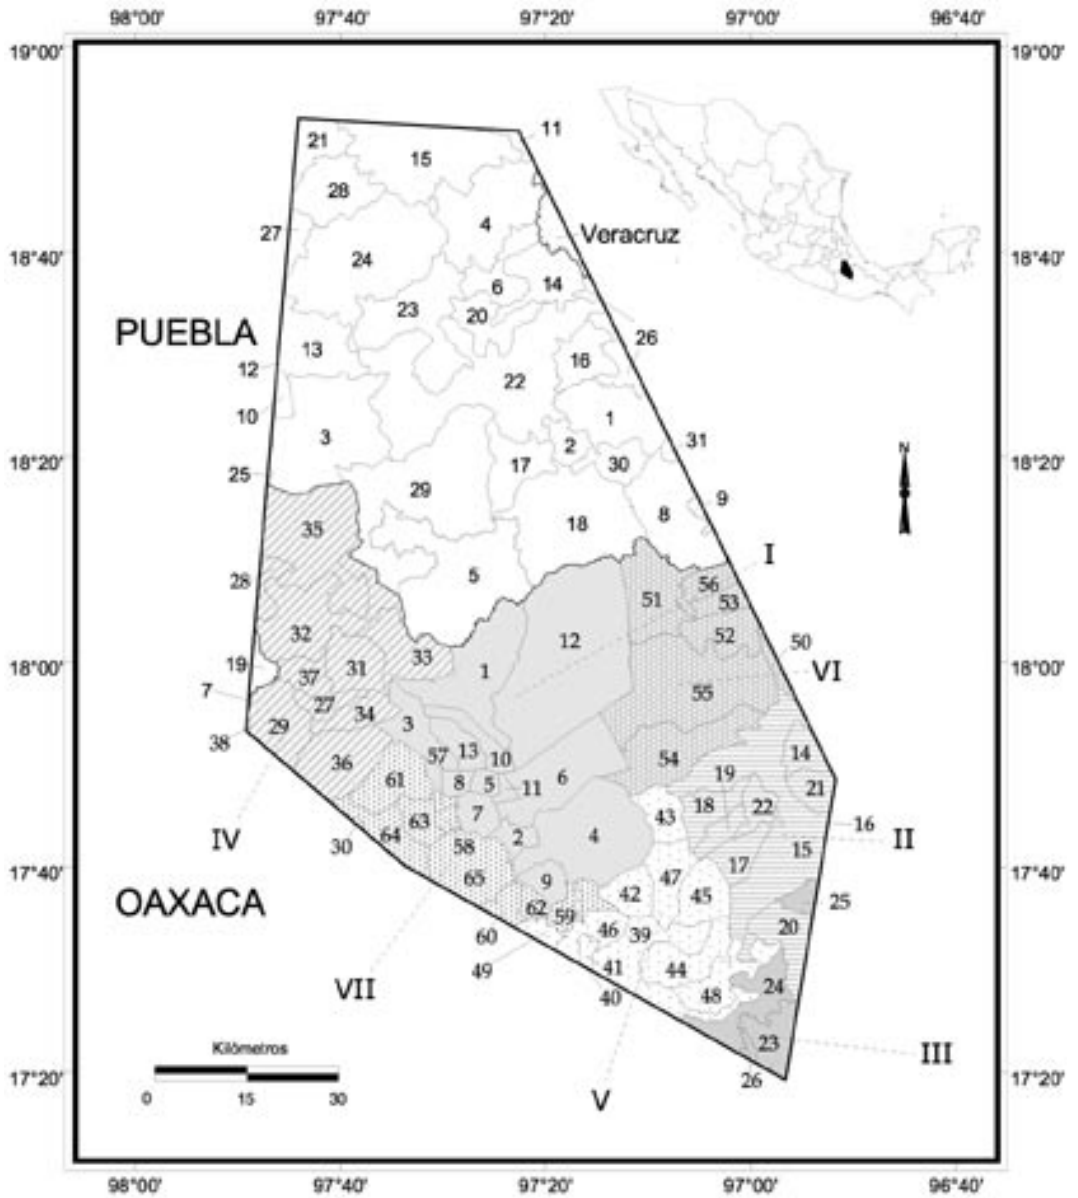 98°00' 97°40' 97°20' 97°00' 96°40'
19°00' 19°00'
11
21
15
28
4
27 Veracruz
18°40' 24 18°40'
6 14
23
20
PUEBLA 26
13 16
12
22
10 1
3 2 31
18°20' 25 17 30 18°20'
N
29 9
18 8
35 I
5
28 56
51 53
12 52
32 50
18°00' 19 33 18°00'
37 31 1 VI
7 27 55
34
29 3
38 13 14
57 10 54
36 19
61 8 5 11 6 21
18 22
7 43 16
IV 63
64 2 4 15 II
30 58
17°40' 17 17°40'
65 9 47
OAXACA 42 45 25
62 59 20
60 46 39
49 41 44
VII 40 48 24
Kilómetros 23 III
17°20' 26 17°20'
0 15 30 V
98°00' 97°40' 97°20' 97°00' 96°40'